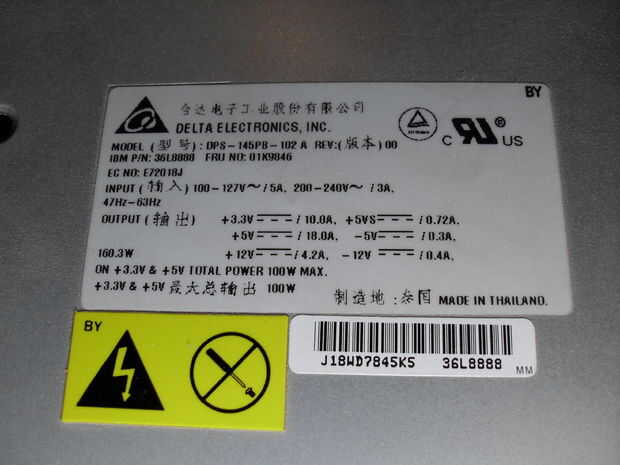 BY
台达电子工业股份有限公司
DELTA ELECTRONICS, INC.
MODEL (型号): DPS-145PB-102 A REV:(版本) 00
IBM P/N: 36L8888 FRU NO: 01K9846
EC NO: E72018J
INPUT (输入) 100-127V～/5A, 200-240V～/3A,
47Hz-63Hz
OUTPUT (输出) +3.3V⎓/10.0A, +5VS⎓/0.72A,
+5V⎓/18.0A, -5V⎓/0.3A,
160.3W +12V⎓/4.2A, -12V⎓/0.4A,
ON +3.3V & +5V TOTAL POWER 100W MAX.
+3.3V & +5V 最大总输出 100W
制造地:泰国 MADE IN THAILAND.
C UR US
BY
J18WD7845K5 36L8888
MM